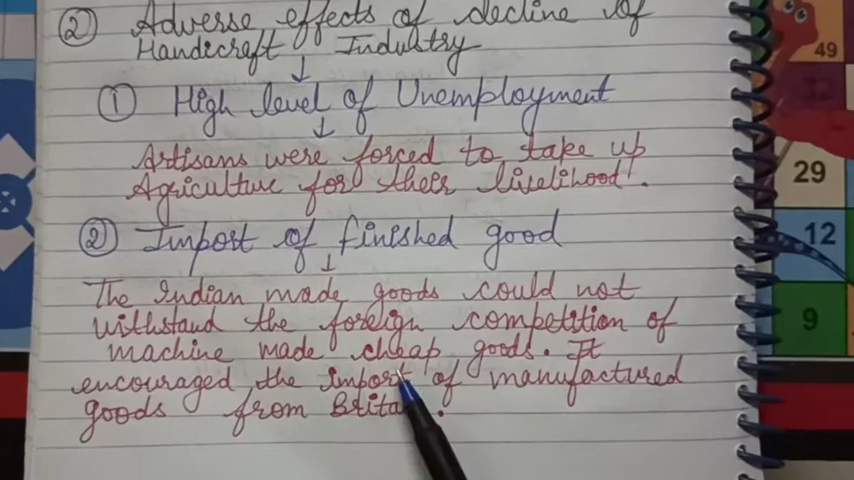 ② Adverse effects of decline of
Handicraft Industry
↓
① High level of Unemployment
↓
Artisans were forced to take up
Agriculture for their livelihood.
② Import of finished good
↓
The Indian made goods could not
withstand the foreign competition of
machine made cheap goods. It
encouraged the import of manufactured
goods from
49
29
12
9